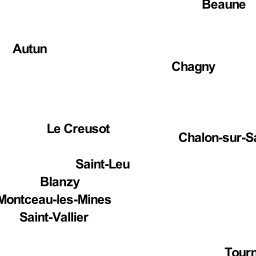 Beaune
Autun
Chagny
Le Creusot
Chalon-sur-Sa
Saint-Leu
Blanzy
Montceau-les-Mines
Saint-Vallier
Tourn